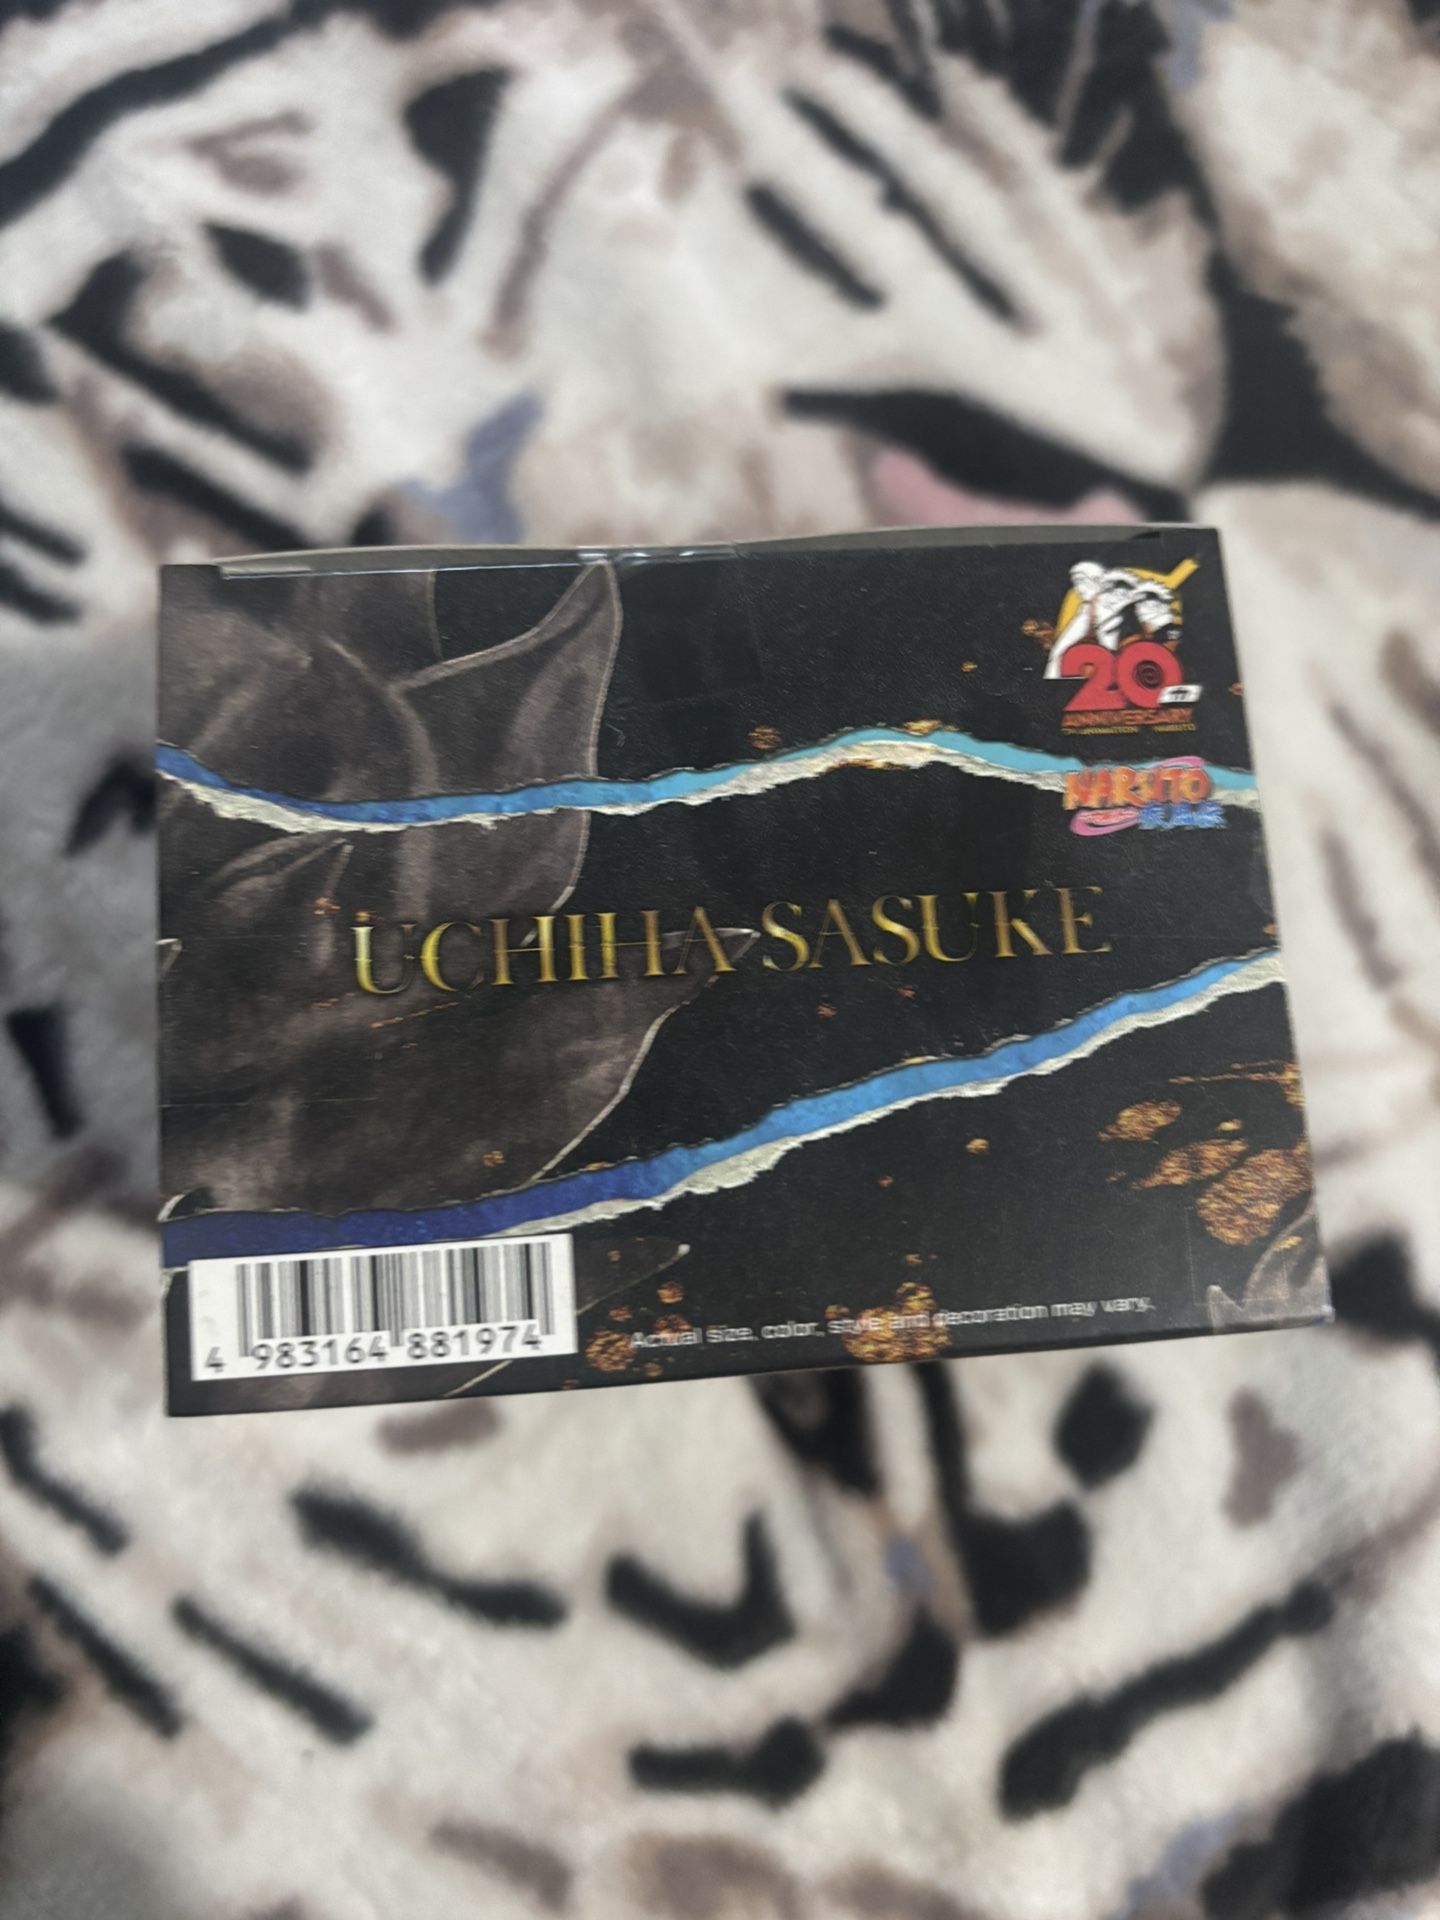 20th
ANNIVERSARY
NARUTO
UCHIHA SASUKE
4 983164 881974
Actual size, color, style and decoration may vary.